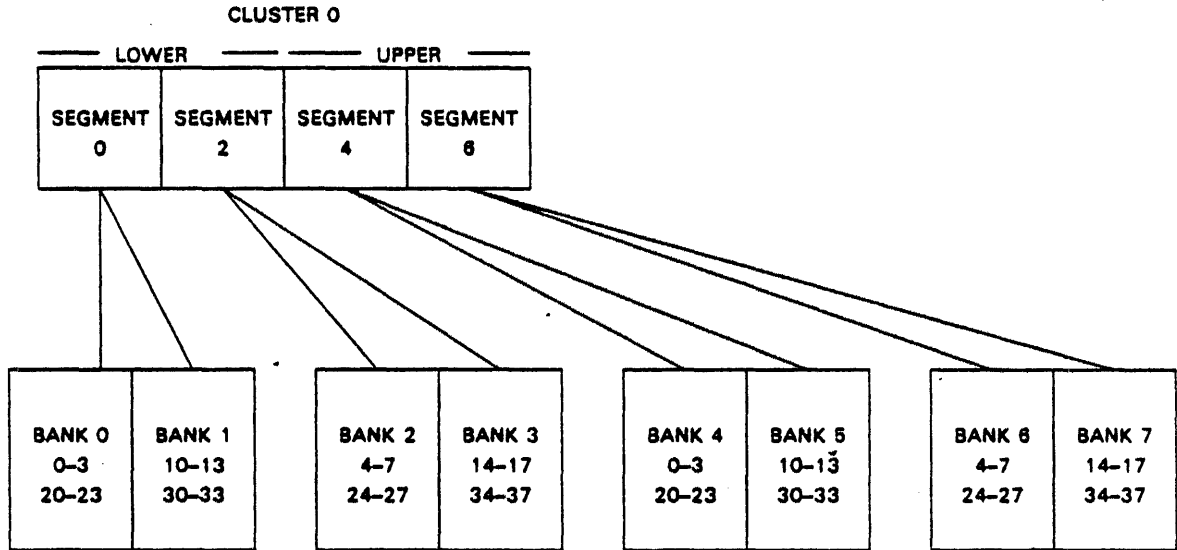 CLUSTER 0
LOWER UPPER
SEGMENT 0 SEGMENT 2 SEGMENT 4 SEGMENT 6
BANK 0 BANK 1 BANK 2 BANK 3 BANK 4 BANK 5 BANK 6 BANK 7
0–3 10–13 4–7 14–17 0–3 10–13 4–7 14–17
20–23 30–33 24–27 34–37 20–23 30–33 24–27 34–37